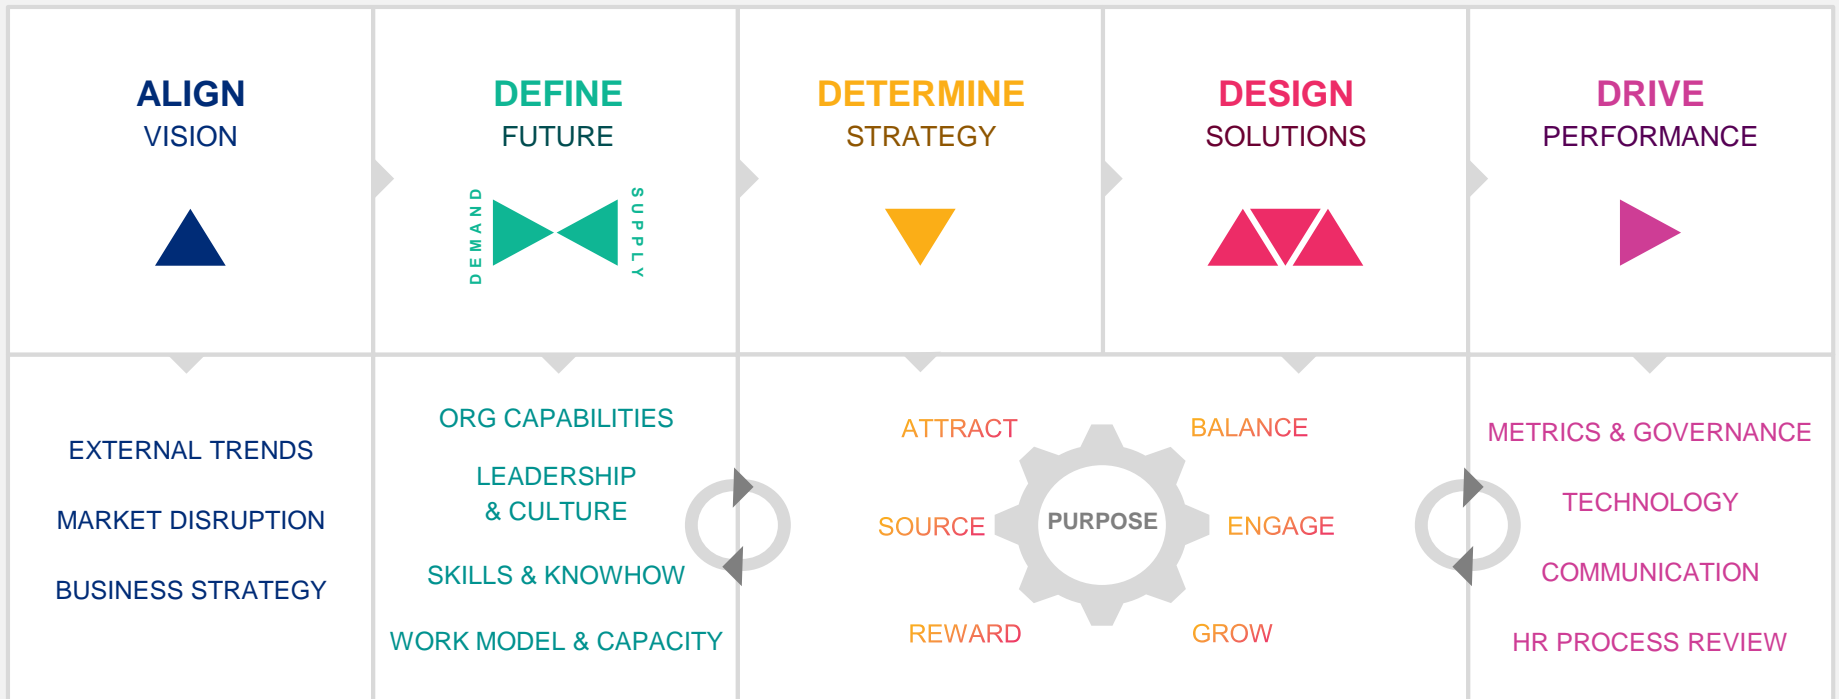 ALIGN
VISION
DEFINE
FUTURE
DEMAND
SUPPLY
DETERMINE
STRATEGY
DESIGN
SOLUTIONS
DRIVE
PERFORMANCE
EXTERNAL TRENDS
MARKET DISRUPTION
BUSINESS STRATEGY
ORG CAPABILITIES
LEADERSHIP
& CULTURE
SKILLS & KNOWHOW
WORK MODEL & CAPACITY
ATTRACT
BALANCE
SOURCE
PURPOSE
ENGAGE
REWARD
GROW
METRICS & GOVERNANCE
TECHNOLOGY
COMMUNICATION
HR PROCESS REVIEW